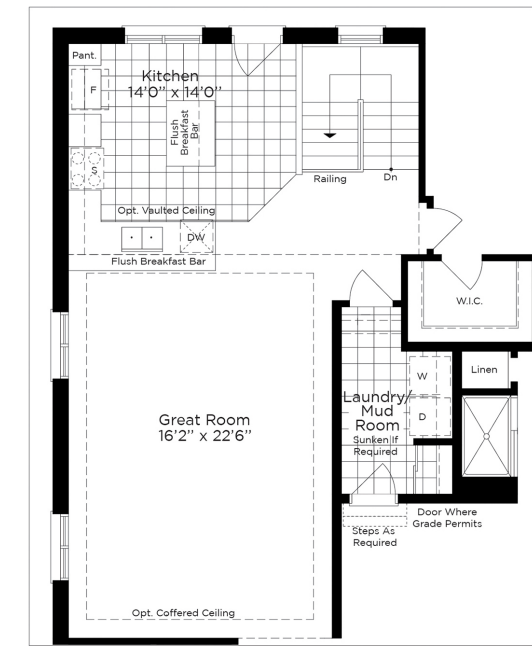 Pant.
Kitchen
14'0" x 14'0"
F
Flush
Breakfast
Bar
S
Railing
Dn
Opt. Vaulted Ceiling
DW
Flush Breakfast Bar
W.I.C.
W
Linen
Laundry/
Mud
Room
D
Sunken If
Required
Great Room
16'2" x 22'6"
Door Where
Grade Permits
Steps As
Required
Opt. Coffered Ceiling